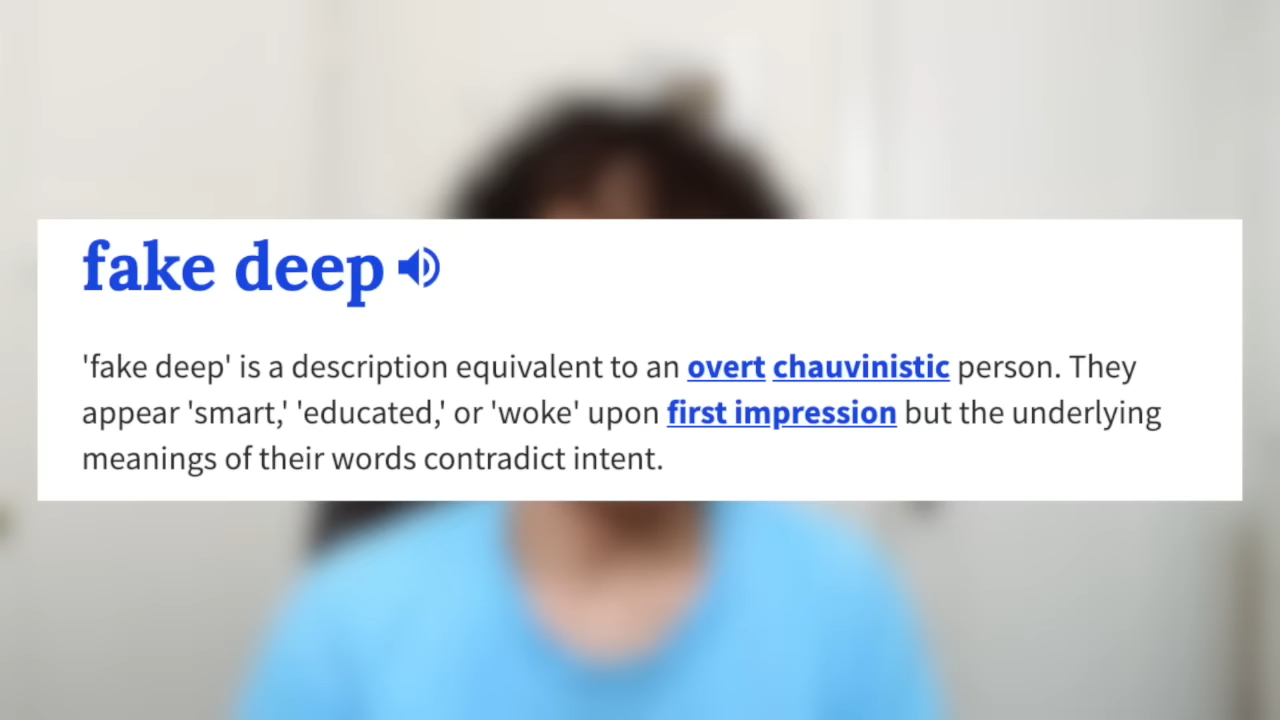 fake deep
'fake deep' is a description equivalent to an overt chauvinistic person. They
appear 'smart,' 'educated,' or 'woke' upon first impression but the underlying
meanings of their words contradict intent.